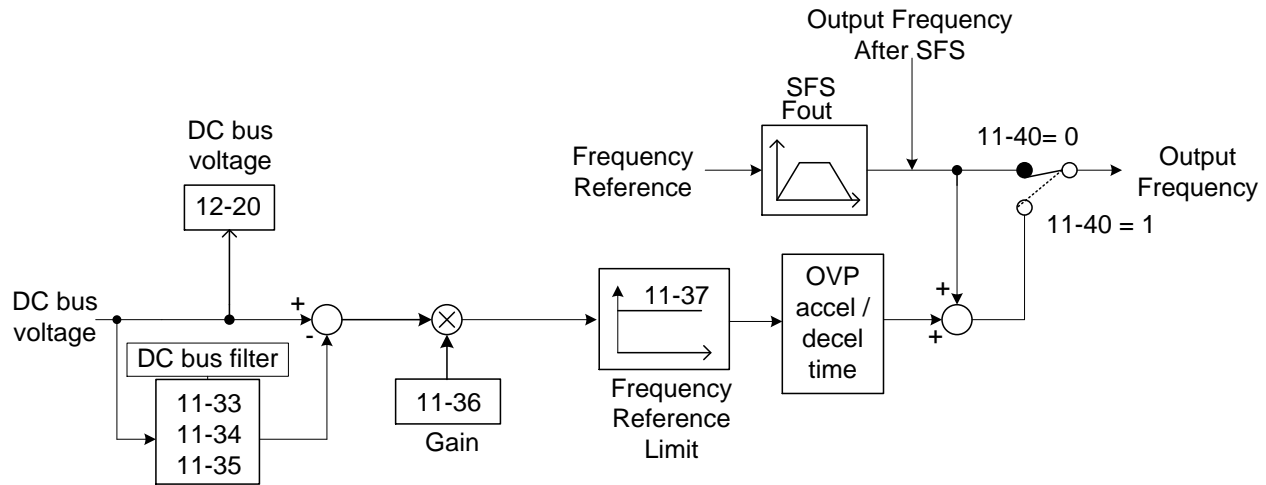 Output Frequency
After SFS
SFS
Fout
Frequency
Reference
11-40= 0
Output
Frequency
11-40 = 1
DC bus
voltage
12-20
DC bus
voltage
+
-
DC bus filter
11-33
11-34
11-35
11-36
Gain
11-37
Frequency
Reference
Limit
OVP
accel /
decel
time
+
+